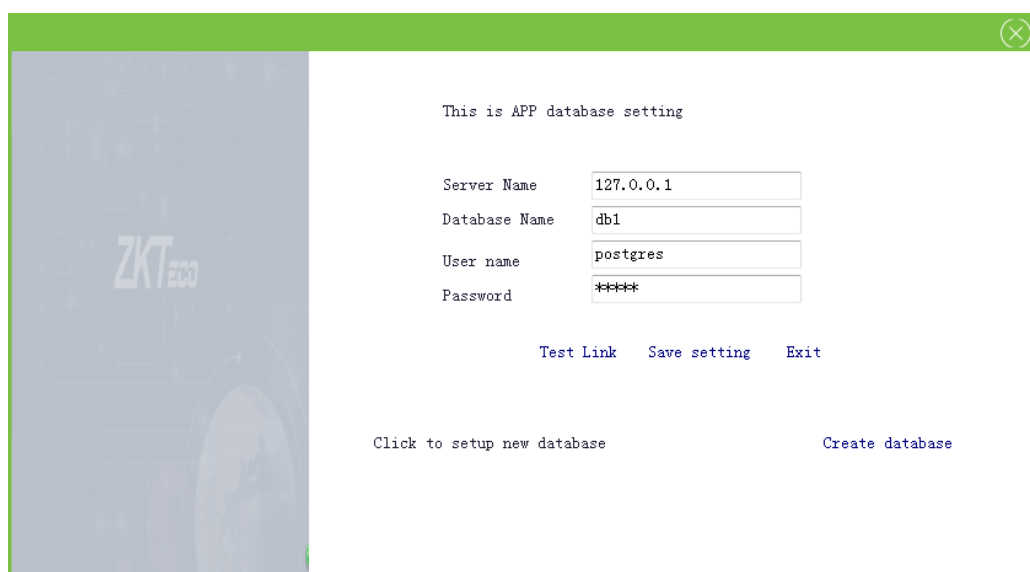 This is APP database setting
Server Name 127.0.0.1
Database Name db1
User name postgres
Password *****
ZKTECO
Test Link Save setting Exit
Click to setup new database Create database